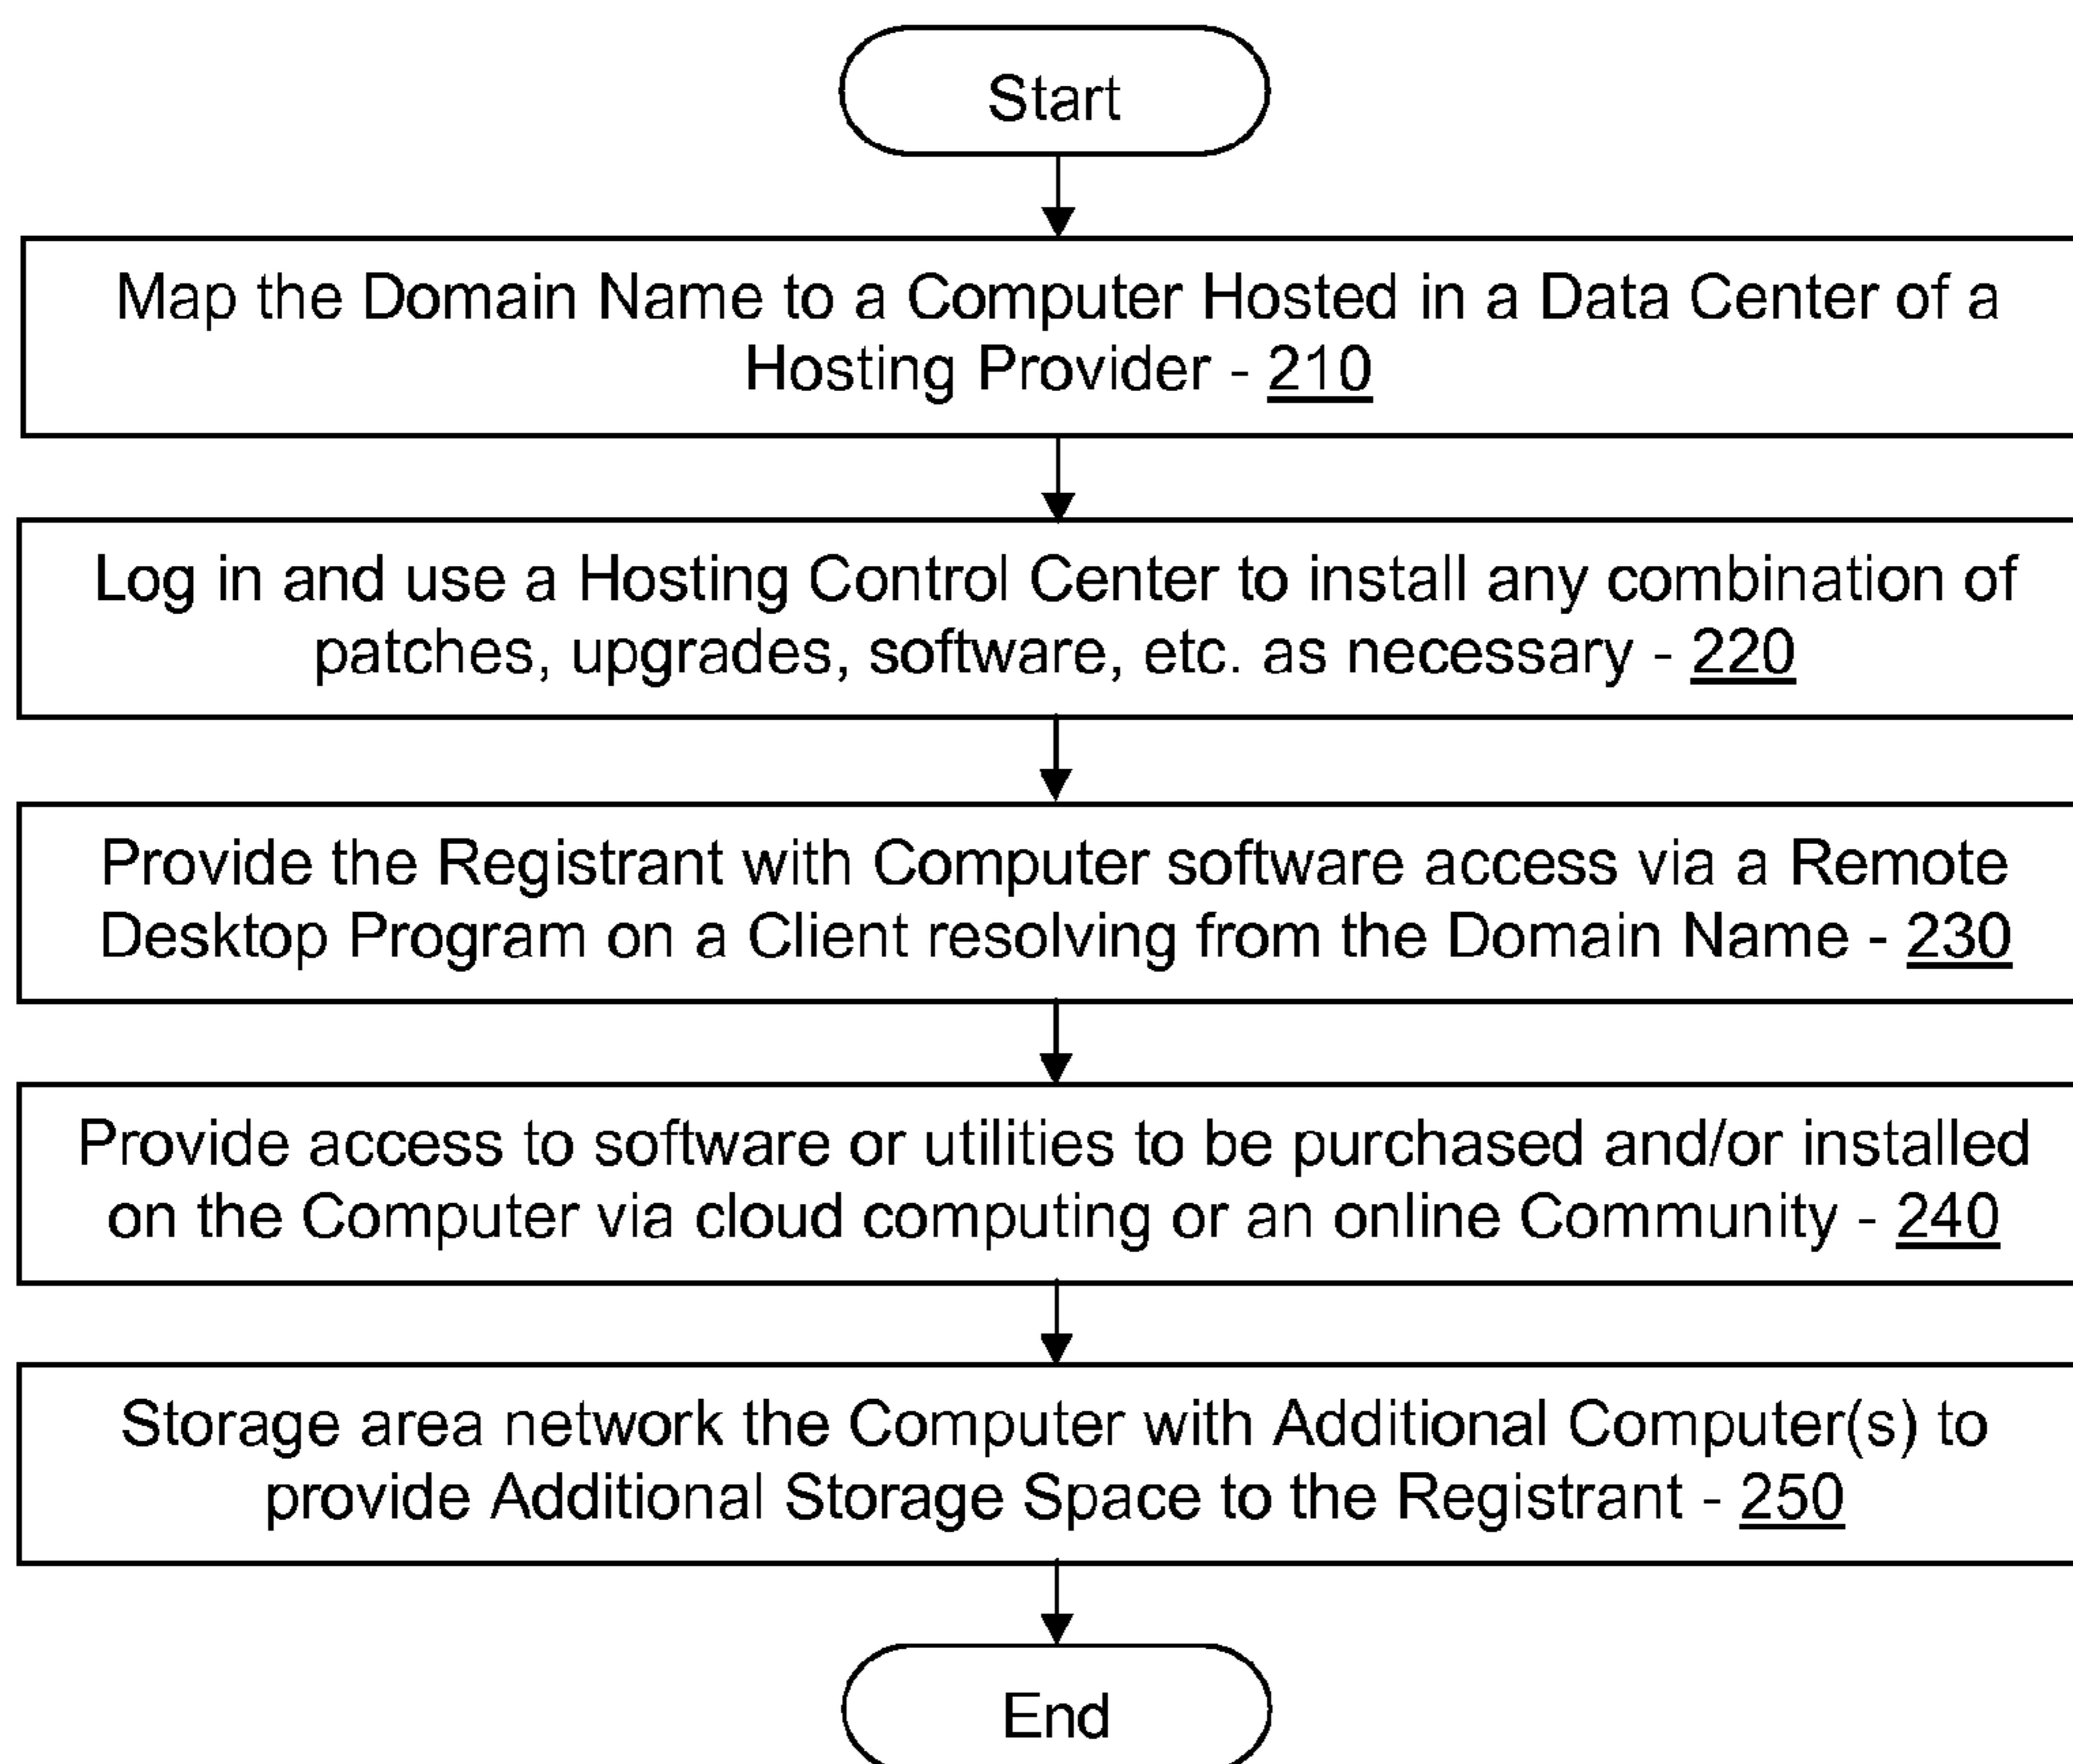 Start
Map the Domain Name to a Computer Hosted in a Data Center of a
Hosting Provider - 210
Log in and use a Hosting Control Center to install any combination of
patches, upgrades, software, etc. as necessary - 220
Provide the Registrant with Computer software access via a Remote
Desktop Program on a Client resolving from the Domain Name - 230
Provide access to software or utilities to be purchased and/or installed
on the Computer via cloud computing or an online Community - 240
Storage area network the Computer with Additional Computer(s) to
provide Additional Storage Space to the Registrant - 250
End